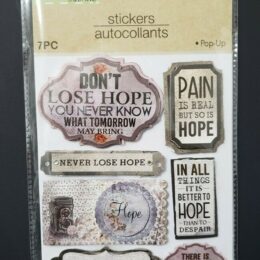 stickers
autocollants
7PC
• Pop-Up
DON'T
LOSE HOPE
YOU NEVER KNOW
WHAT TOMORROW
MAY BRING
PAIN
IS REAL
BUT SO IS
HOPE
NEVER LOSE HOPE
Hope
IN ALL
THINGS
IT IS
BETTER TO
HOPE
THAN TO
DESPAIR
THERE IS